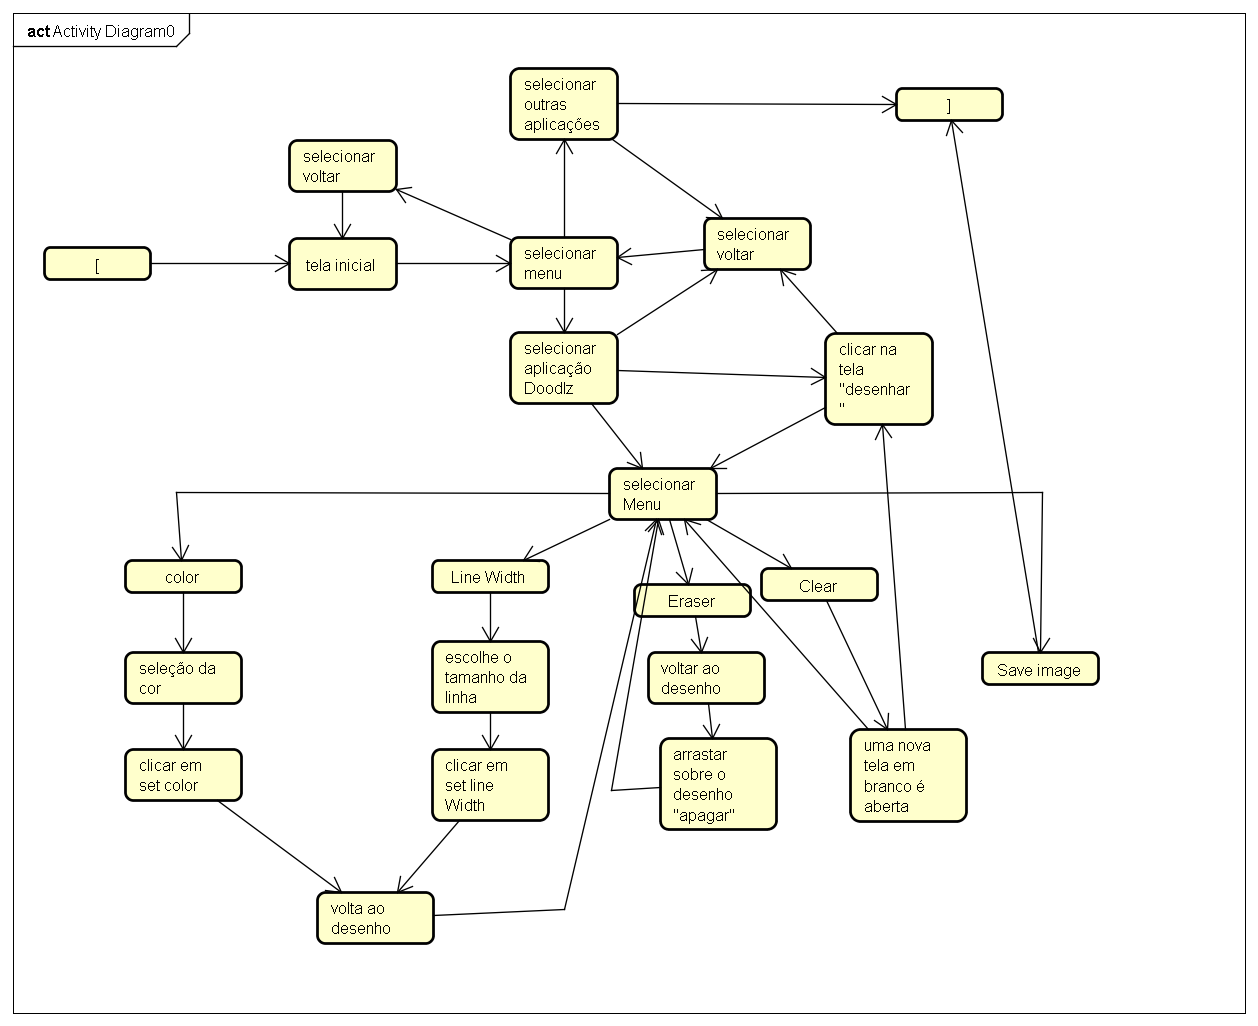 act Activity Diagram0
selecionar
outras
aplicações
]
selecionar
voltar
selecionar
voltar
[
tela inicial
selecionar
menu
selecionar
aplicação
Doodlz
clicar na
tela
"desenhar
"
selecionar
Menu
color
Line Width
Eraser
Clear
Save image
seleção da
cor
escolhe o
tamanho da
linha
voltar ao
desenho
clicar em
set color
clicar em
set line
Width
arrastar
sobre o
desenho
"apagar"
uma nova
tela em
branco é
aberta
volta ao
desenho